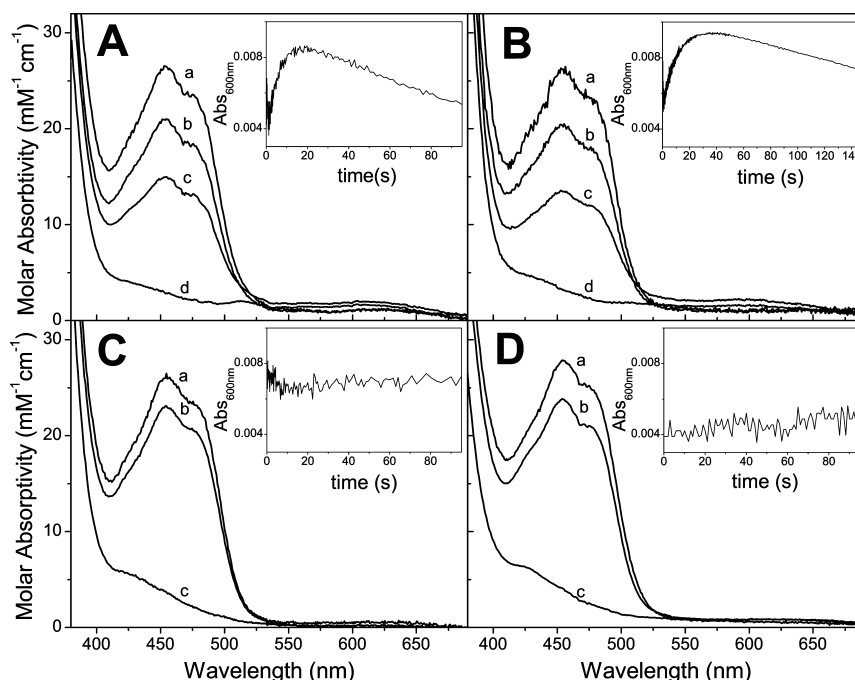 A
B
C
D
Molar Absorbtivity (mM-1 cm-1)
Molar Absorptivity (mM-1 cm-1)
30
20
10
0
30
20
10
0
a
b
c
d
a
b
c
d
a
b
c
a
b
c
Abs600nm
0.008
0.004
0 20 40 60 80
time(s)
Abs600nm
0.008
0.004
0 20 40 60 80 100 120
time (s)
Abs600nm
0.008
0.004
0 20 40 60 80
time (s)
Abs600nm
0.008
0.004
0 20 40 60 80
time (s)
400 450 500 550 600 650
400 450 500 550 600 650
Wavelength (nm)
Wavelength (nm)